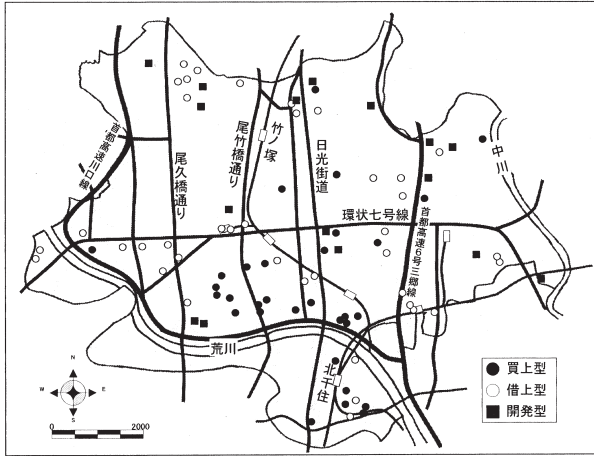 首都高速川口線
尾久橋通り
尾竹橋通り
竹ノ塚
日光街道
中川
環状七号線
首都高速6号三郷線
荒川
北千住
N
W
E
S
0
2000
買上型
借上型
開発型